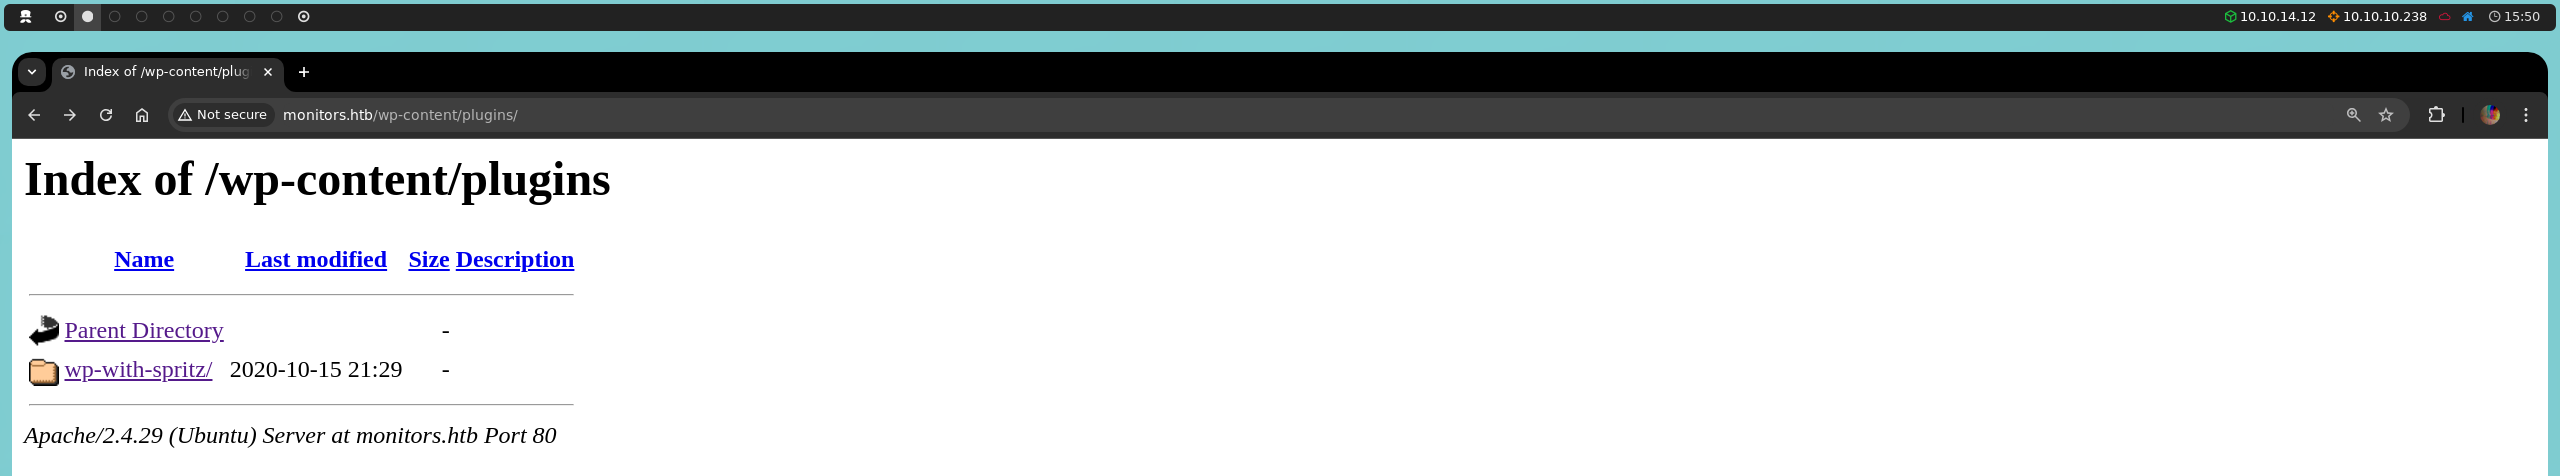 10.10.14.12 10.10.10.238 15:50
Index of /wp-content/plug
Not secure monitors.htb/wp-content/plugins/
Index of /wp-content/plugins
Name Last modified Size Description
Parent Directory -
wp-with-spritz/ 2020-10-15 21:29 -
Apache/2.4.29 (Ubuntu) Server at monitors.htb Port 80